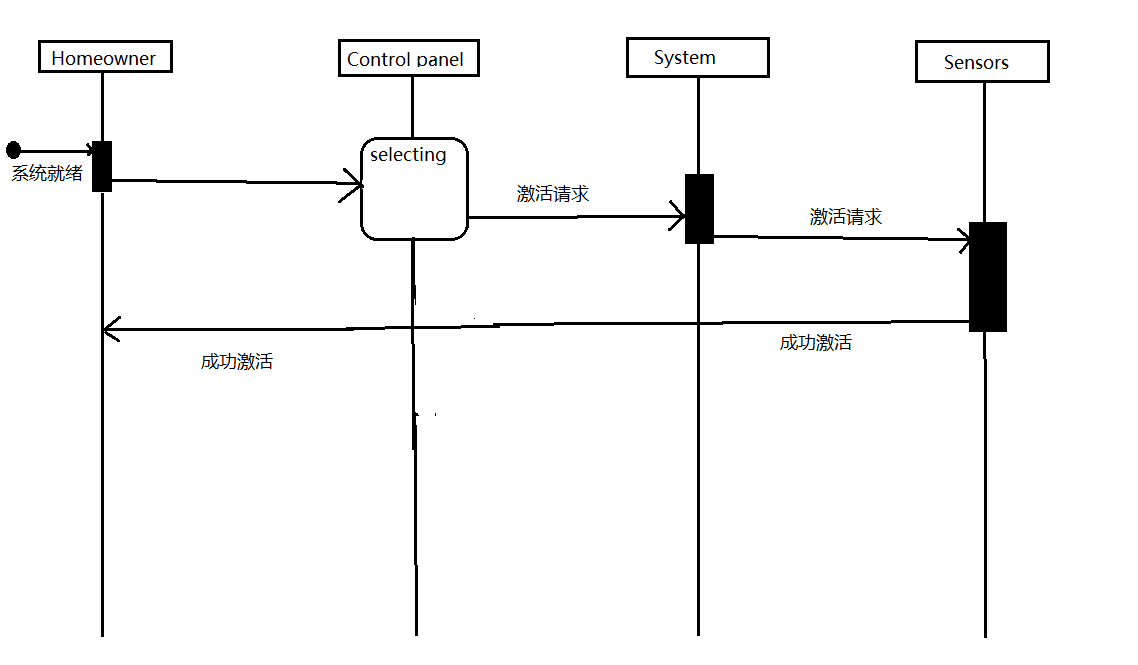 Homeowner
Control panel
System
Sensors
系统就绪
selecting
激活请求
激活请求
成功激活
成功激活